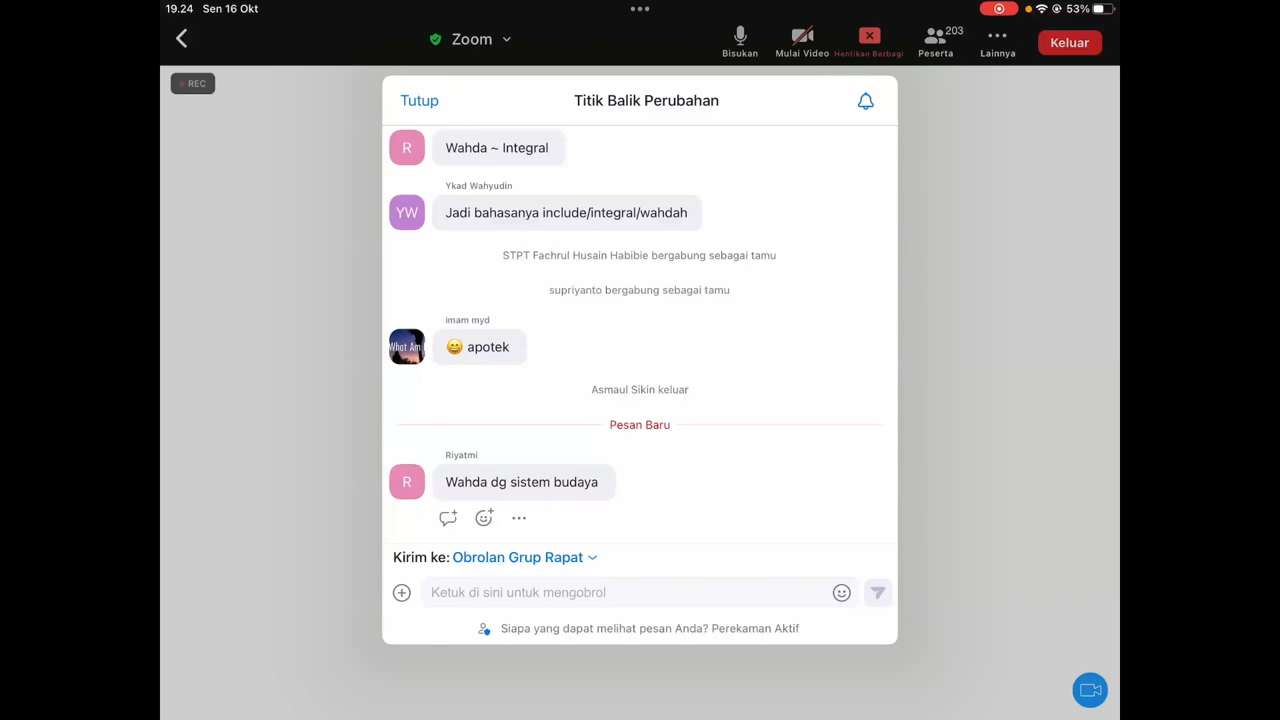 19.24 Sen 16 Okt
53%
Zoom
Bisukan
Mulai Video
Hentikan Berbagi
203
Peserta
Lainnya
Keluar
REC
Tutup
Titik Balik Perubahan
R
Wahda ~ Integral
Ykad Wahyudin
YW
Jadi bahasanya include/integral/wahdah
STPT Fachrul Husain Habibie bergabung sebagai tamu
supriyanto bergabung sebagai tamu
imam myd
What Am
😄 apotek
Asmaul Sikin keluar
Pesan Baru
Riyatmi
R
Wahda dg sistem budaya
Kirim ke: Obrolan Grup Rapat
Ketuk di sini untuk mengobrol
Siapa yang dapat melihat pesan Anda? Perekaman Aktif